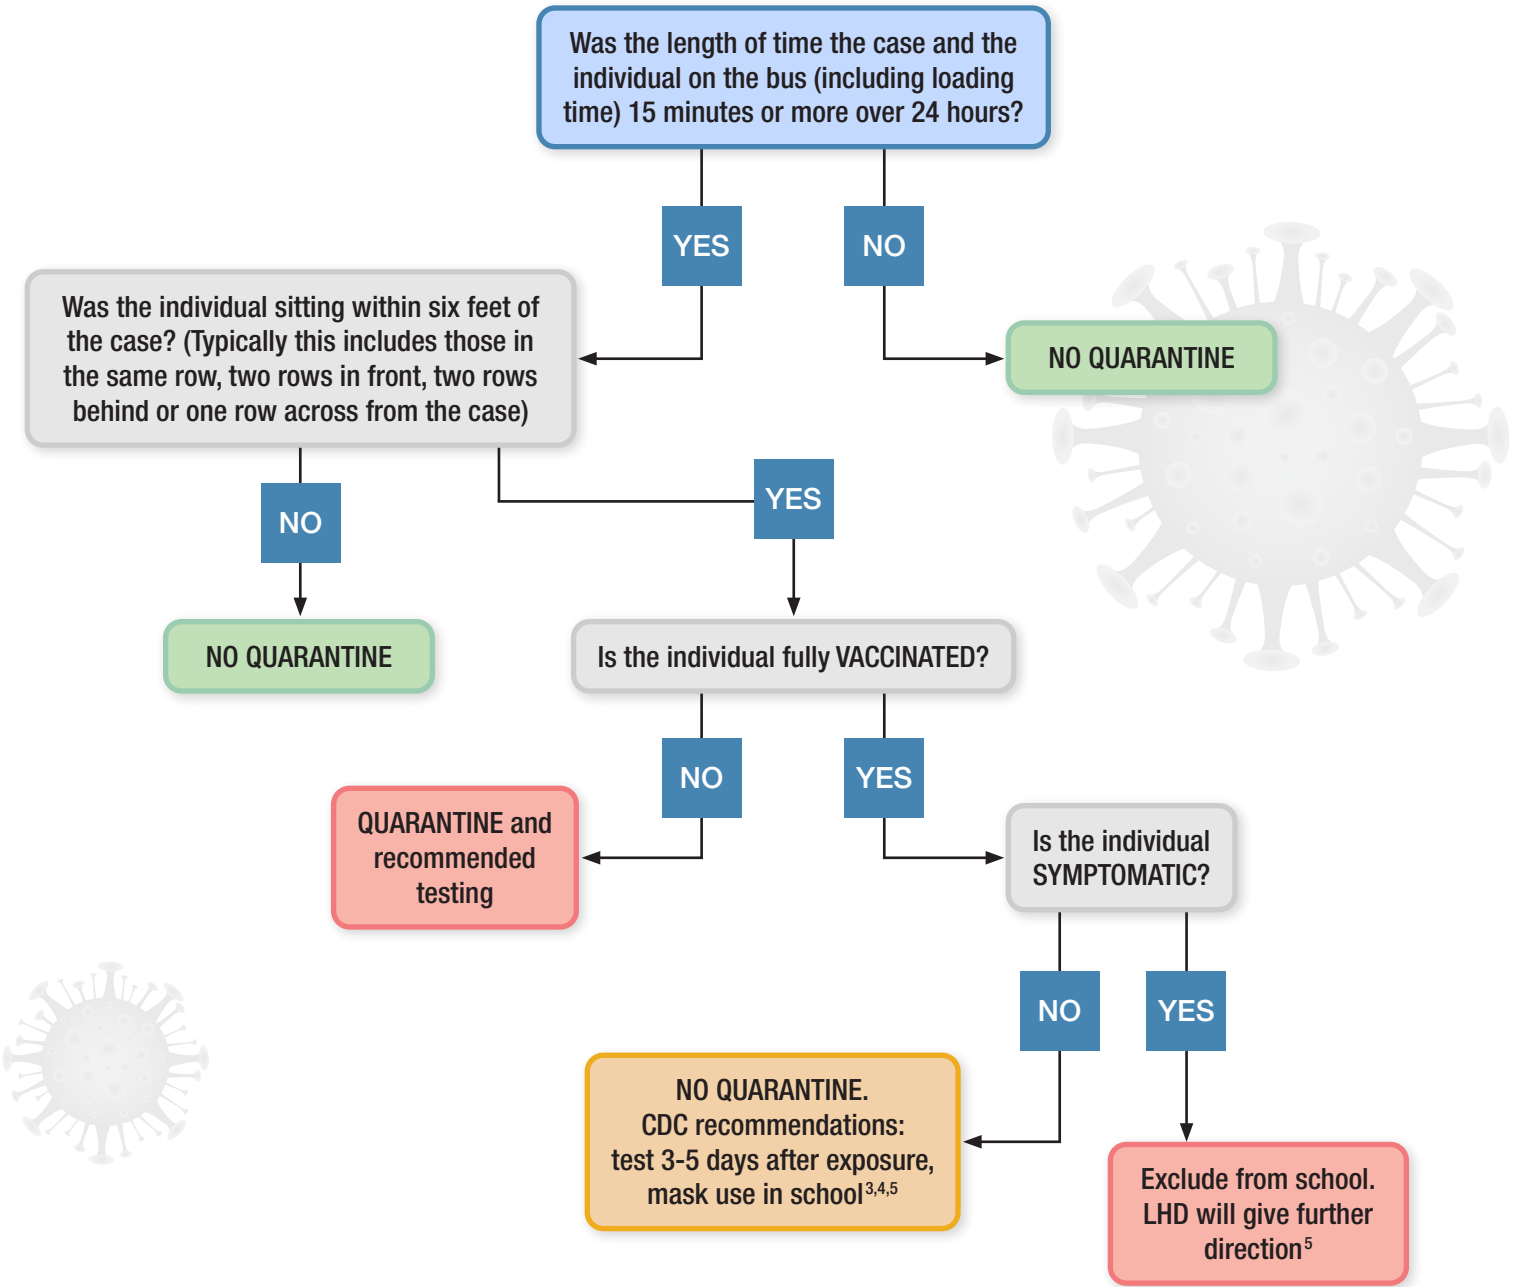 Was the length of time the case and the
individual on the bus (including loading
time) 15 minutes or more over 24 hours?
YES
NO
Was the individual sitting within six feet of
the case? (Typically this includes those in
the same row, two rows in front, two rows
behind or one row across from the case)
NO QUARANTINE
NO
YES
NO QUARANTINE
Is the individual fully VACCINATED?
NO
YES
QUARANTINE and
recommended
testing
Is the individual
SYMPTOMATIC?
NO
YES
NO QUARANTINE.
CDC recommendations:
test 3-5 days after exposure,
mask use in school 3,4,5
Exclude from school.
LHD will give further
direction 5